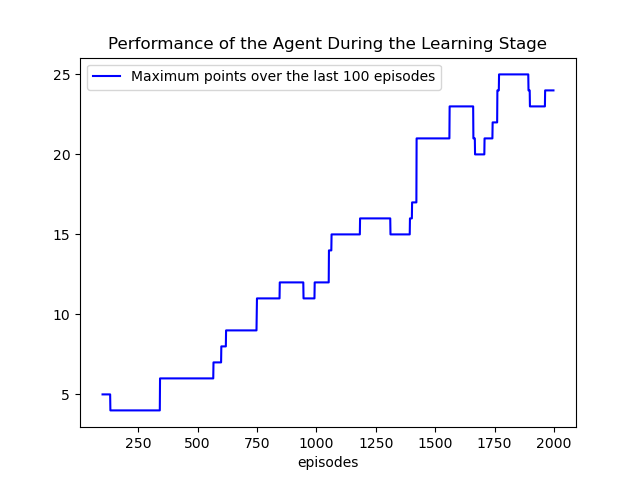 Performance of the Agent During the Learning Stage
Maximum points over the last 100 episodes
25
20
15
10
5
250 500 750 1000 1250 1500 1750 2000
episodes